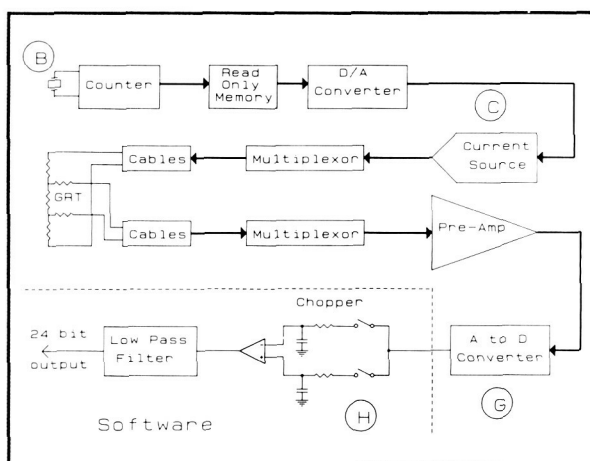 B
Counter
Read
Only
Memory
D/A
Converter
C
Current
Source
Multiplexor
Cables
GRT
Cables
Multiplexor
Pre-Amp
24 bit
output
Low Pass
Filter
Chopper
H
A to D
Converter
G
Software